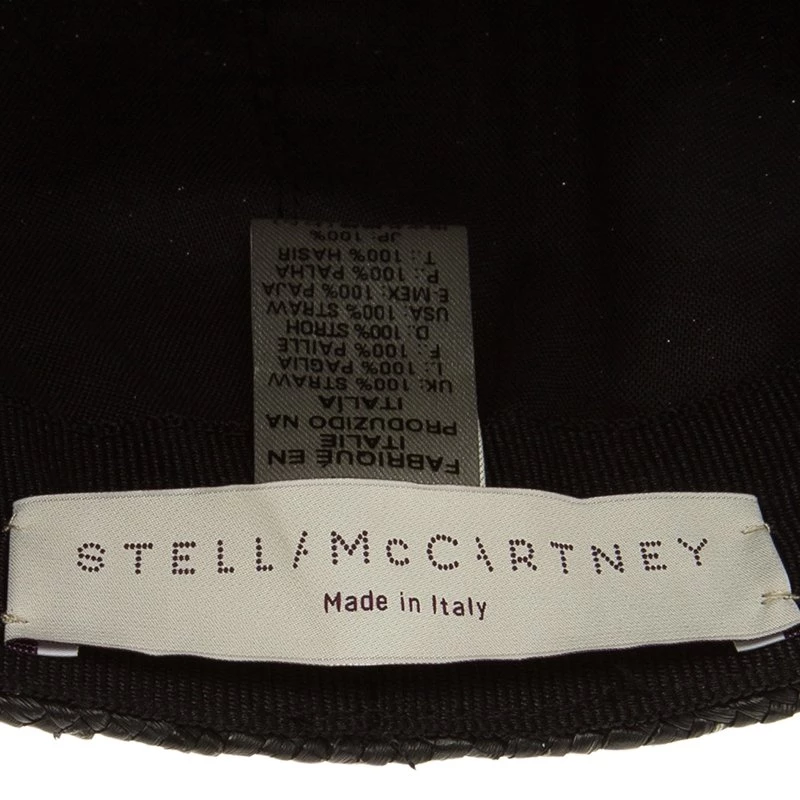 FABRIQUÉ EN
ITALIE
PRODUZIDO NA
ITALÍA
UK: 100% STRAW
I.: 100% PAGLIA
F.: 100% PAILLE
D.: 100% STROH
USA: 100% STRAW
E-MEX: 100% PAJA
P.: 100% PALHA
T.: 100% HASIR
JP: 100%
STELLA McCARTNEY
Made in Italy